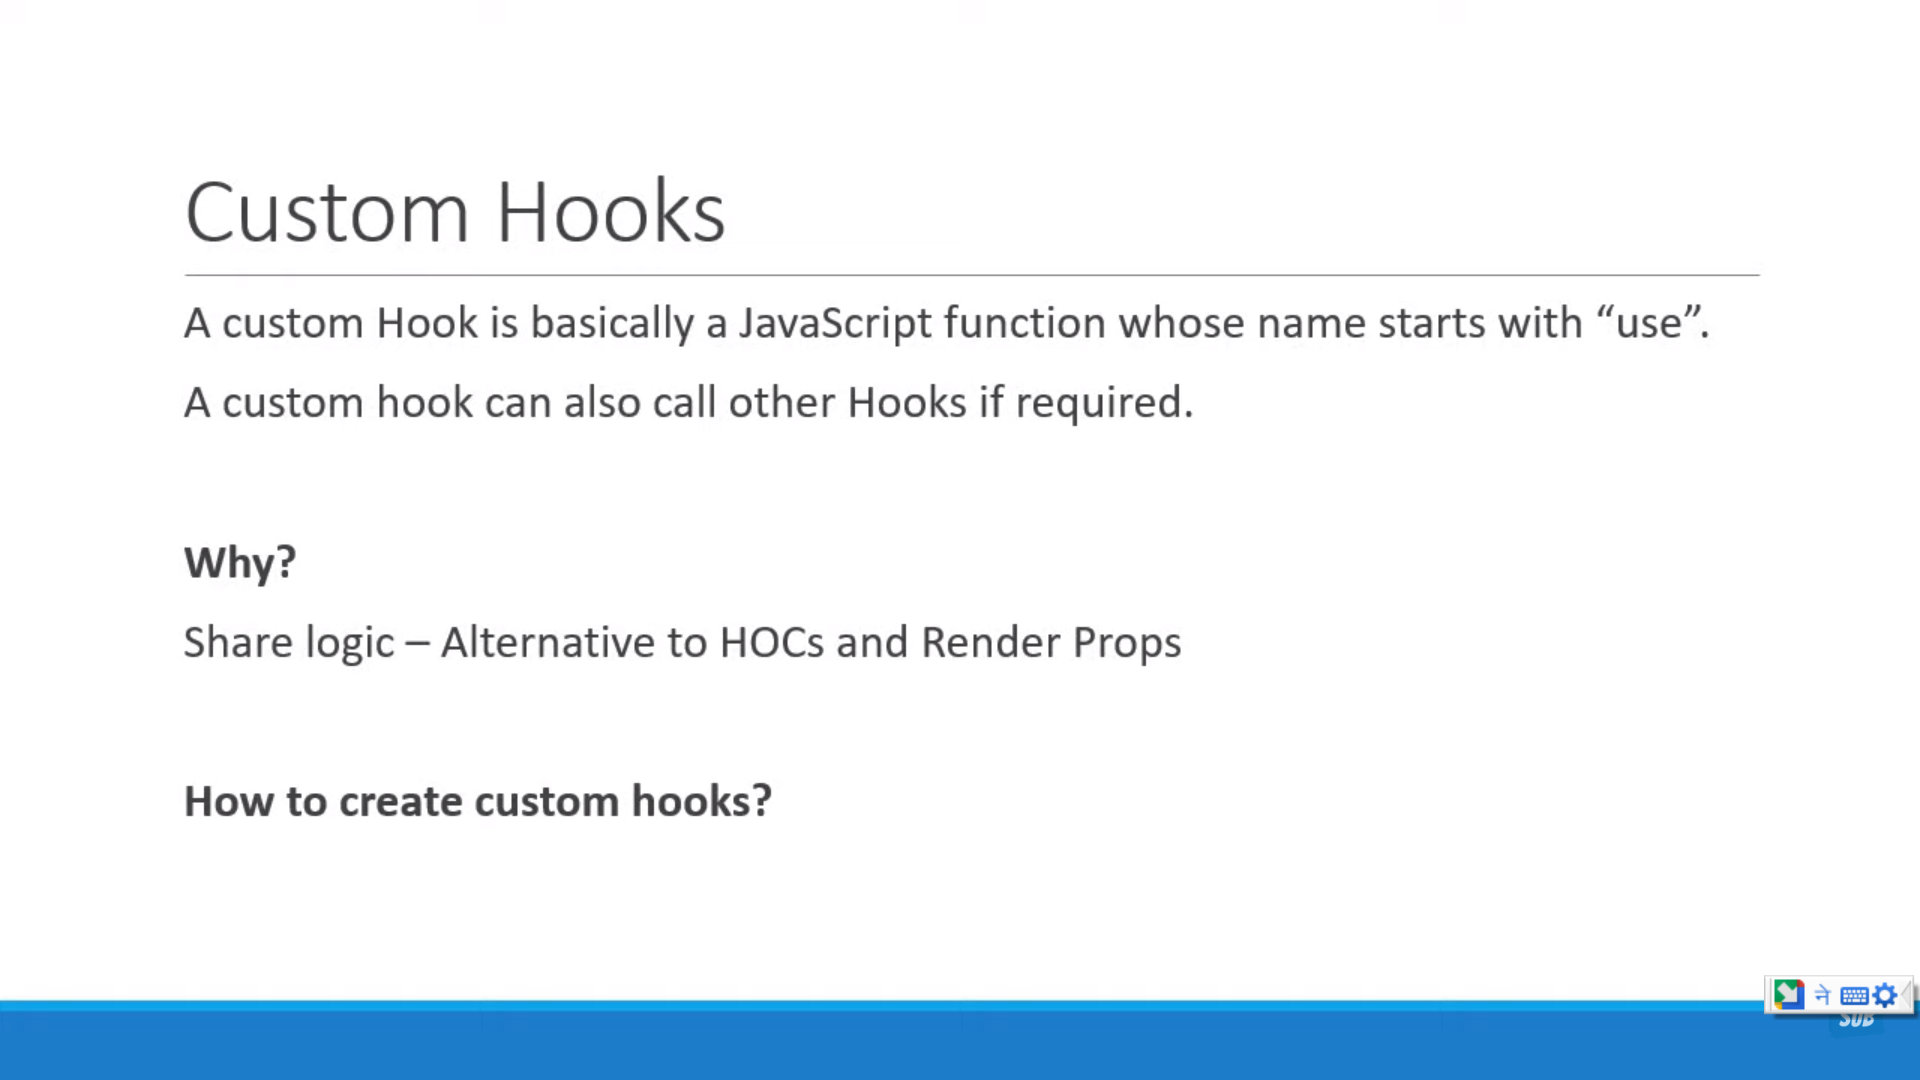 Custom Hooks
A custom Hook is basically a JavaScript function whose name starts with “use”.
A custom hook can also call other Hooks if required.
Why?
Share logic – Alternative to HOCs and Render Props
How to create custom hooks?
ने
SUB